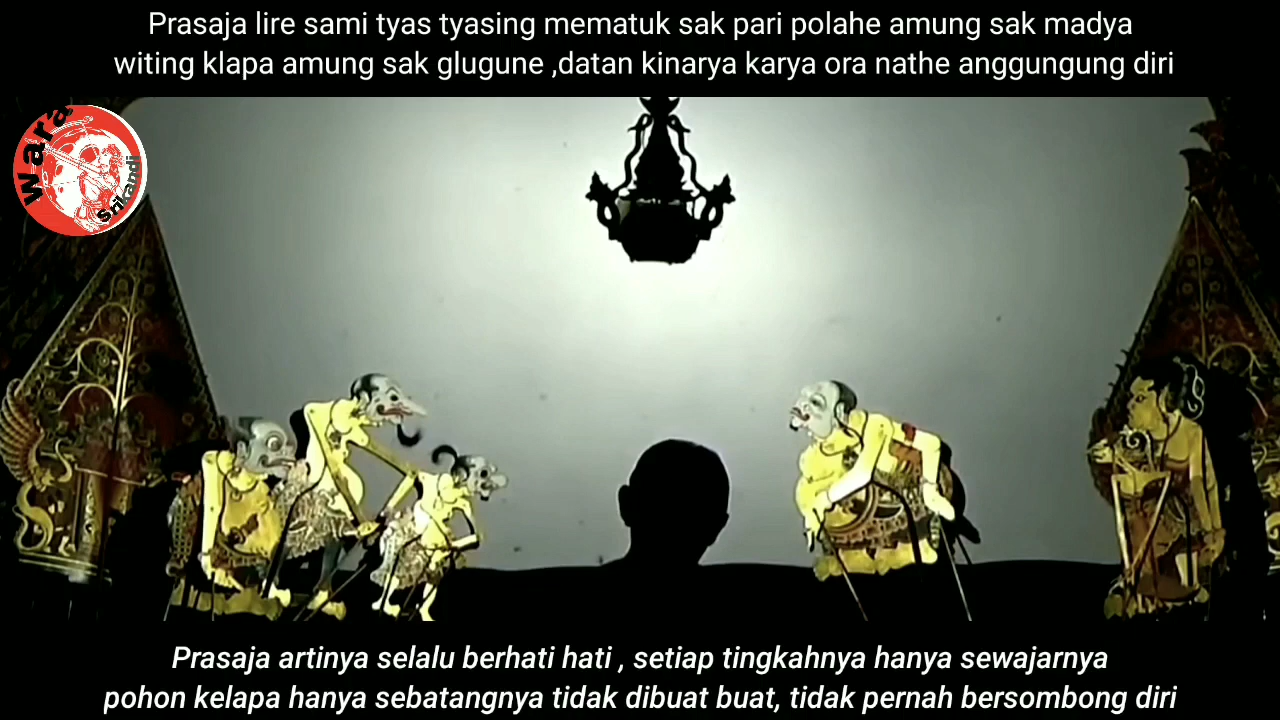 Prasaja lire sami tyas tyasing mematuk sak pari polahe amung sak madya
witing klapa amung sak glugune ,datan kinarya karya ora nathe anggungung diri
wara
Srikandi
Prasaja artinya selalu berhati hati , setiap tingkahnya hanya sewajarnya
pohon kelapa hanya sebatangnya tidak dibuat buat, tidak pernah bersombong diri